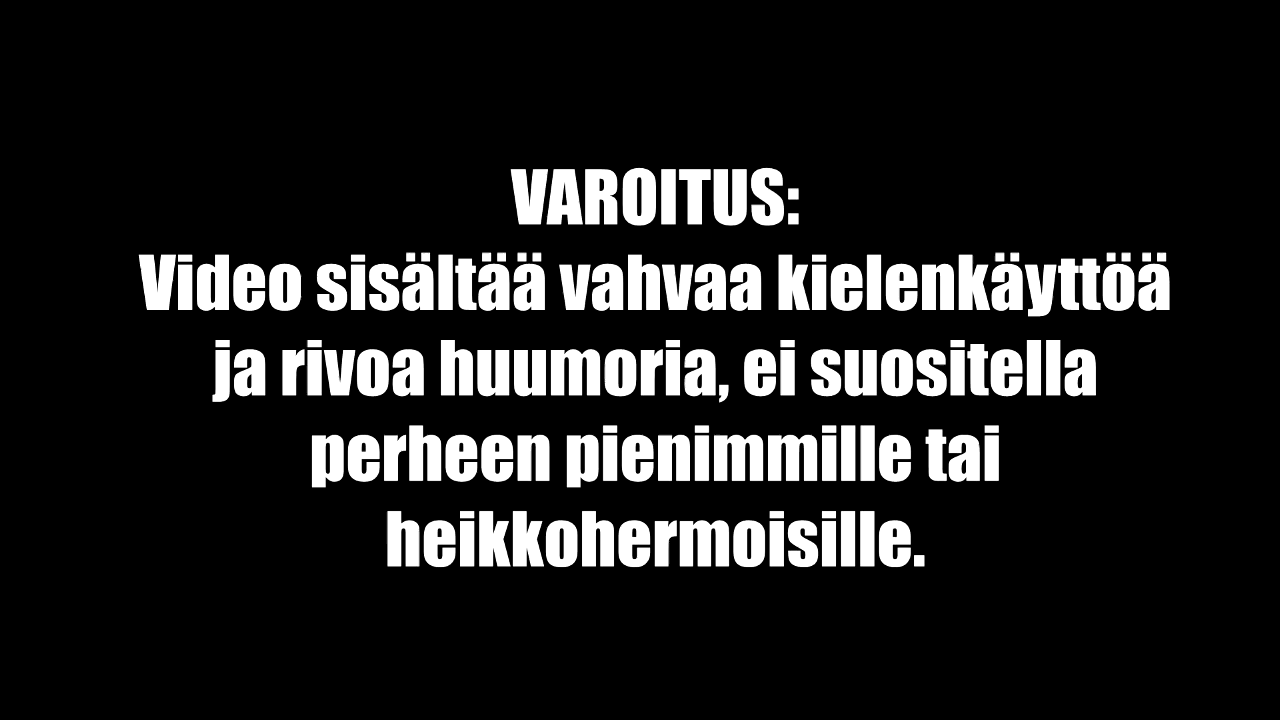 VAROITUS:
Video sisältää vahvaa kielenkäyttöä
ja rivoa huumoria, ei suositella
perheen pienimmille tai
heikkohermoisille.